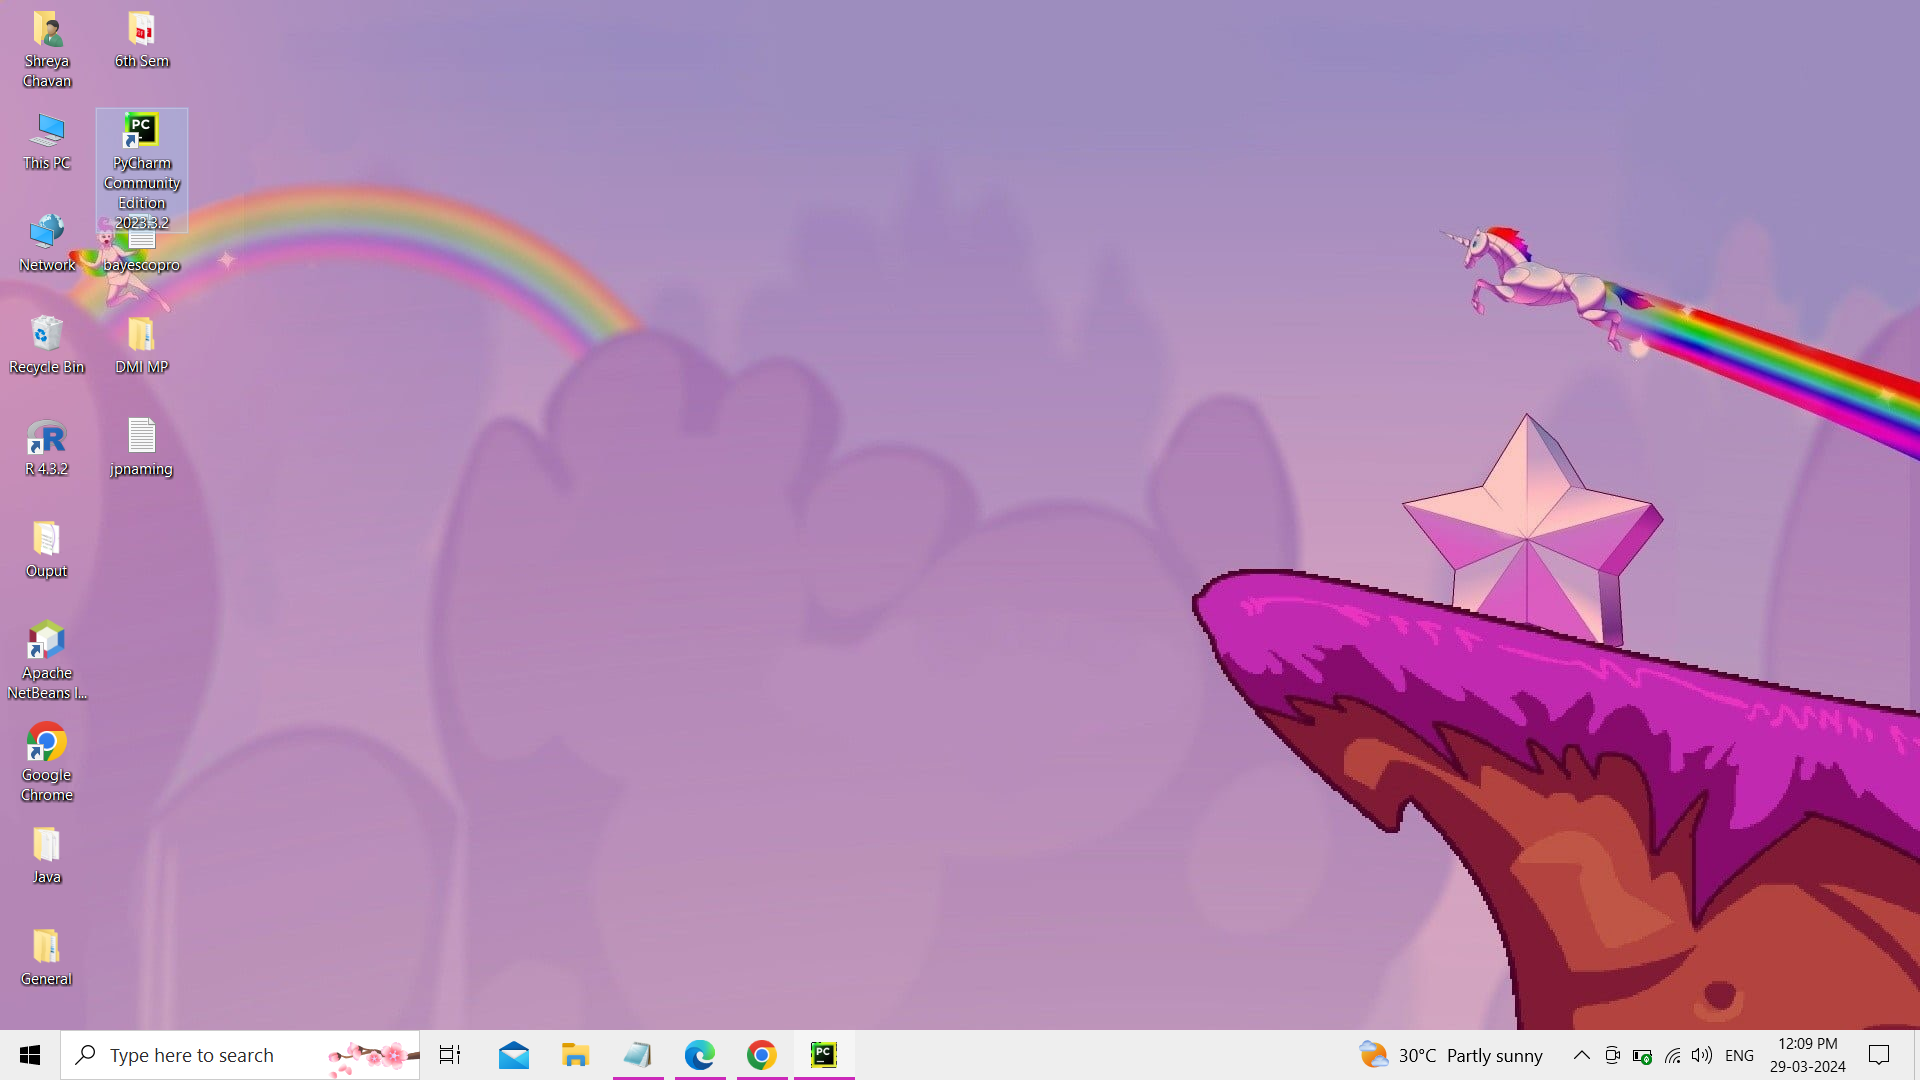 Shreya
Chavan
6th Sem
This PC
PC
PyCharm
Community
Edition
2023.3.2
Network
bayescopro
Recycle Bin
DMI MP
R
R 4.3.2
jpnaming
Ouput
Apache
NetBeans I...
Google
Chrome
Java
General
Type here to search
PC
30°C Partly sunny
ENG
12:09 PM
29-03-2024